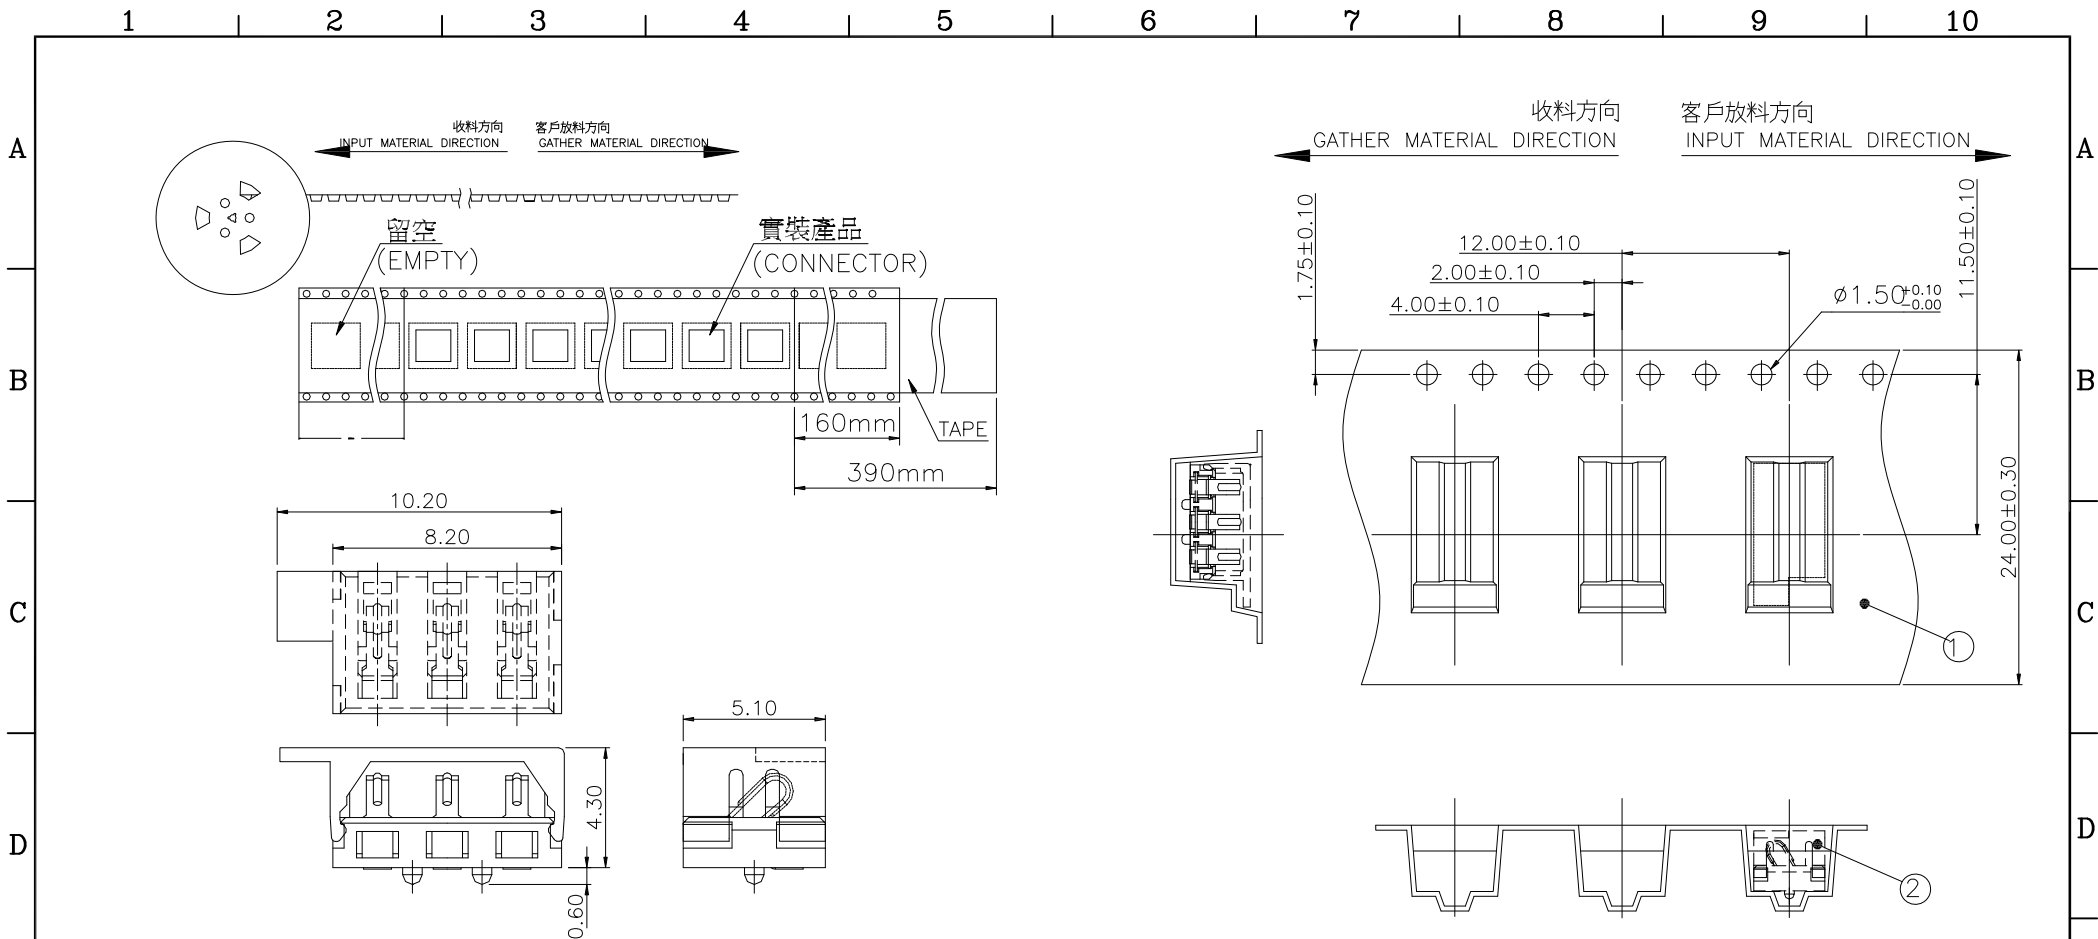 1 2 3 4 5 6 7 8 9 10
A A
B B
C C
D D
收料方向 客戶放料方向
INPUT MATERIAL DIRECTION GATHER MATERIAL DIRECTION
留空
(EMPTY)
實裝產品
(CONNECTOR)
160mm
TAPE
390mm
10.20
8.20
5.10
4.30
0.60
收料方向 客戶放料方向
GATHER MATERIAL DIRECTION INPUT MATERIAL DIRECTION
1.75±0.10
12.00±0.10
2.00±0.10
4.00±0.10
11.50±0.10
ø1.50 +0.10
-0.00
24.00±0.30
1
2